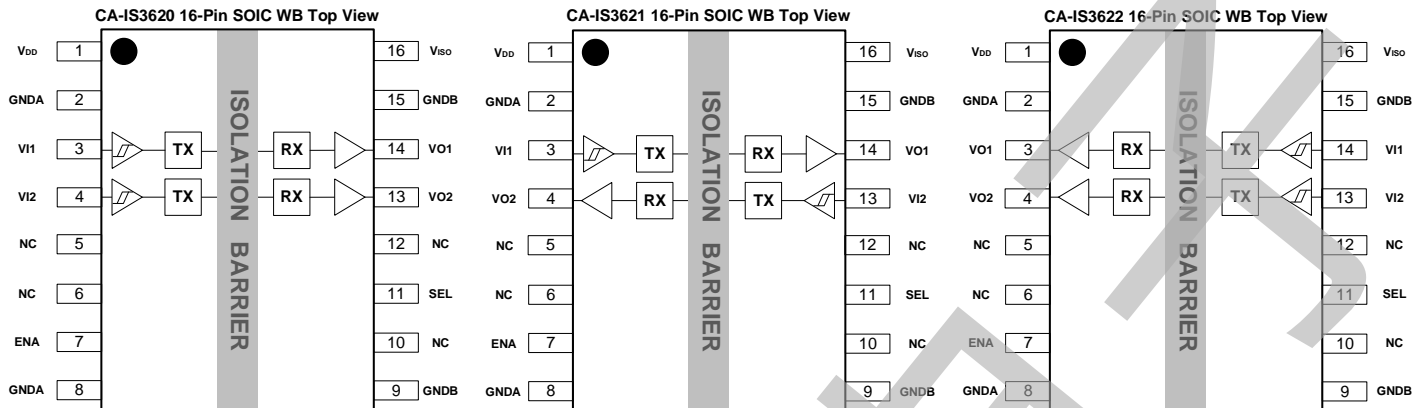 CA-IS3620 16-Pin SOIC WB Top View
VDD 1 16 VISO
GNDA 2 15 GNDB
VI1 3 TX RX 14 VO1
VI2 4 TX RX 13 VO2
NC 5 12 NC
NC 6 11 SEL
ENA 7 10 NC
GNDA 8 9 GNDB
ISOLATION BARRIER
CA-IS3621 16-Pin SOIC WB Top View
VDD 1 16 VISO
GNDA 2 15 GNDB
VI1 3 TX RX 14 VO1
VO2 4 RX TX 13 VI2
NC 5 12 NC
NC 6 11 SEL
ENA 7 10 NC
GNDA 8 9 GNDB
ISOLATION BARRIER
CA-IS3622 16-Pin SOIC WB Top View
VDD 1 16 VISO
GNDA 2 15 GNDB
VO1 3 RX TX 14 VI1
VO2 4 RX TX 13 VI2
NC 5 12 NC
NC 6 11 SEL
ENA 7 10 NC
GNDA 8 9 GNDB
ISOLATION BARRIER